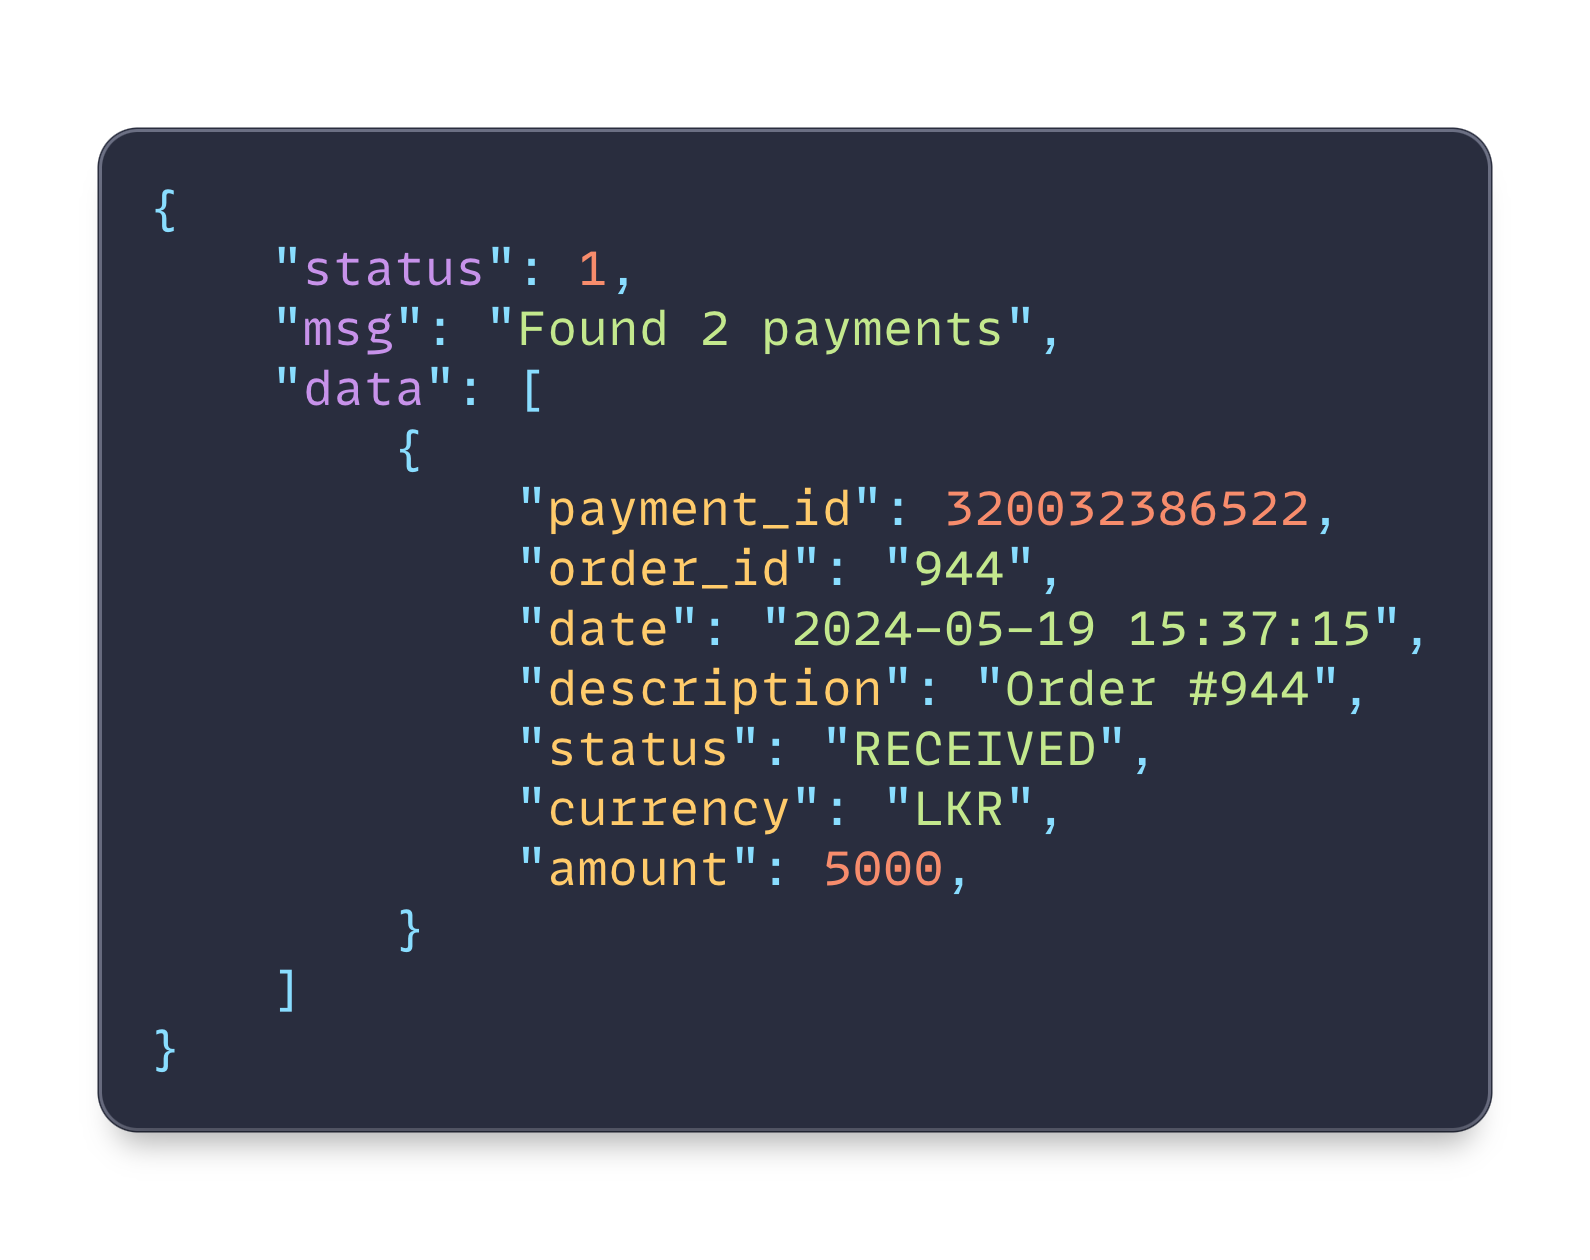 {
    "status": 1,
    "msg": "Found 2 payments",
    "data": [
        {
            "payment_id": 320032386522,
            "order_id": "944",
            "date": "2024-05-19 15:37:15",
            "description": "Order #944",
            "status": "RECEIVED",
            "currency": "LKR",
            "amount": 5000,
        }
    ]
}